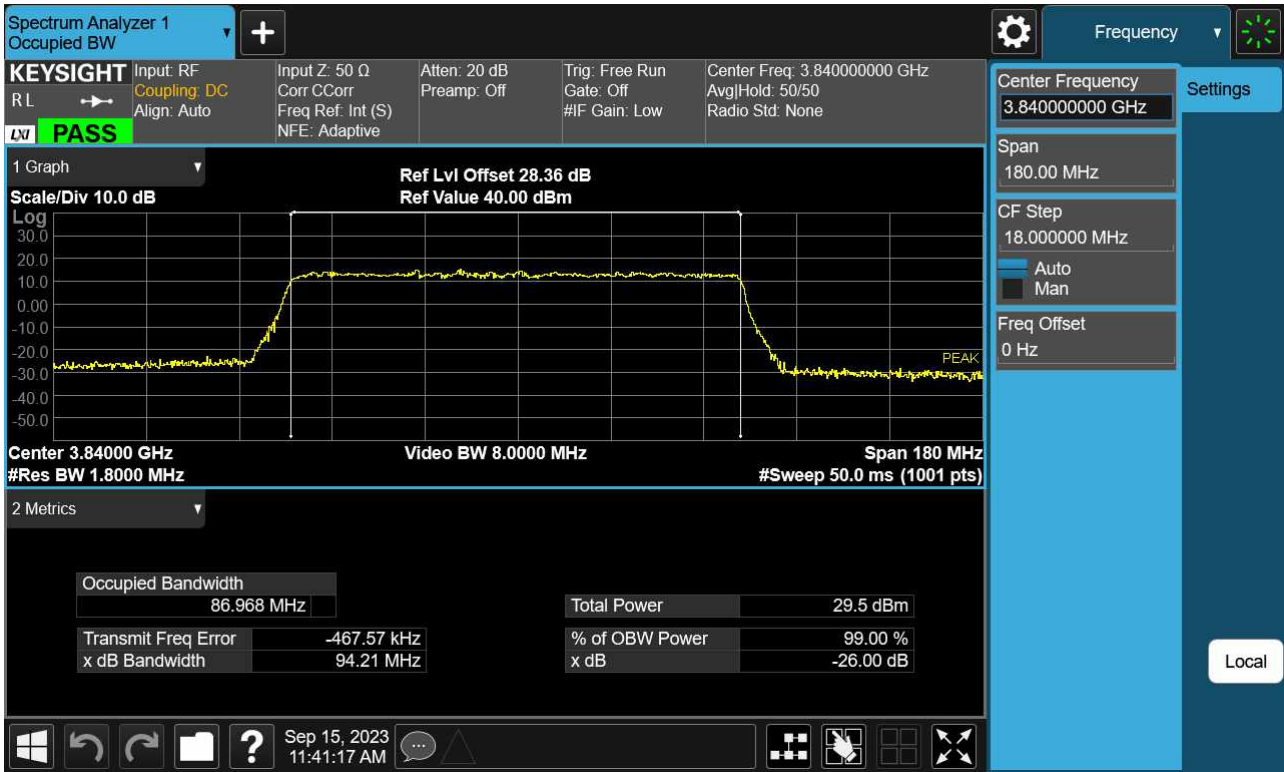 Spectrum Analyzer 1
Occupied BW
▼
+
Frequency
▼
KEYSIGHT
R L
LXI
PASS
Input: RF
Coupling: DC
Align: Auto
Input Z: 50 Ω
Corr CCorr
Freq Ref: Int (S)
NFE: Adaptive
Atten: 20 dB
Preamp: Off
Trig: Free Run
Gate: Off
#IF Gain: Low
Center Freq: 3.840000000 GHz
Avg|Hold: 50/50
Radio Std: None
Center Frequency
3.840000000 GHz
Settings
Span
180.00 MHz
CF Step
18.000000 MHz
Auto
Man
Freq Offset
0 Hz
1 Graph ▼
Ref Lvl Offset 28.36 dB
Scale/Div 10.0 dB Ref Value 40.00 dBm
Log
30.0
20.0
10.0
0.00
-10.0
-20.0
-30.0
-40.0
-50.0
PEAK
Center 3.84000 GHz Video BW 8.0000 MHz Span 180 MHz
#Res BW 1.8000 MHz #Sweep 50.0 ms (1001 pts)
2 Metrics ▼
Occupied Bandwidth
86.968 MHz
Total Power 29.5 dBm
Transmit Freq Error -467.57 kHz % of OBW Power 99.00 %
x dB Bandwidth 94.21 MHz x dB -26.00 dB
Local
?
Sep 15, 2023
11:41:17 AM